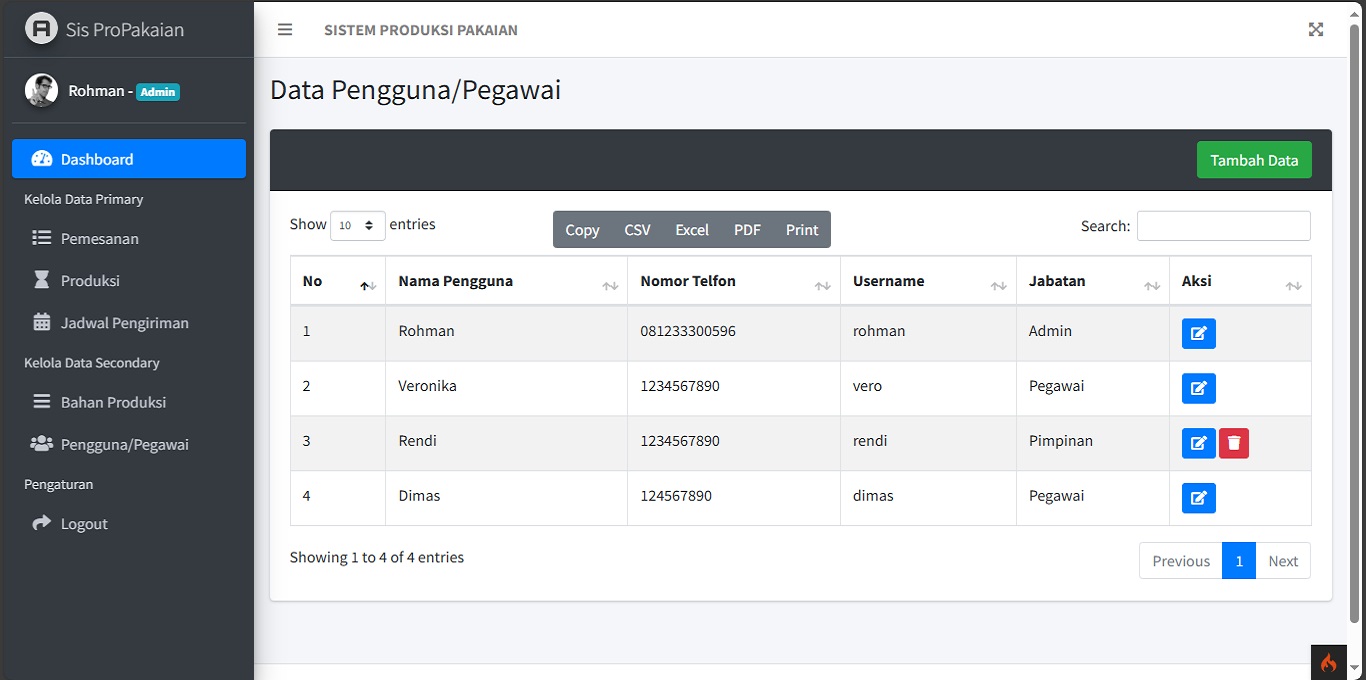 Sis ProPakaian
SISTEM PRODUKSI PAKAIAN
Rohman - Admin
Dashboard
Kelola Data Primary
Pemesanan
Produksi
Jadwal Pengiriman
Kelola Data Secondary
Bahan Produksi
Pengguna/Pegawai
Pengaturan
Logout
Data Pengguna/Pegawai
Tambah Data
Show 10 entries
Copy CSV Excel PDF Print
Search:
No Nama Pengguna Nomor Telfon Username Jabatan Aksi
1 Rohman 081233300596 rohman Admin
2 Veronika 1234567890 vero Pegawai
3 Rendi 1234567890 rendi Pimpinan
4 Dimas 124567890 dimas Pegawai
Showing 1 to 4 of 4 entries
Previous 1 Next